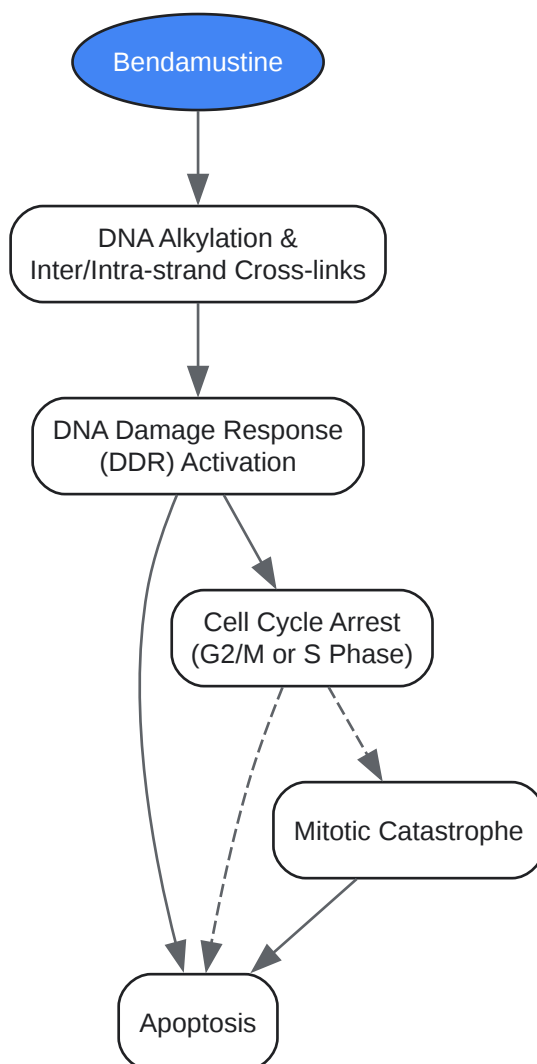 Bendamustine
DNA Alkylation &
Inter/Intra-strand Cross-links
DNA Damage Response
(DDR) Activation
Cell Cycle Arrest
(G2/M or S Phase)
Mitotic Catastrophe
Apoptosis